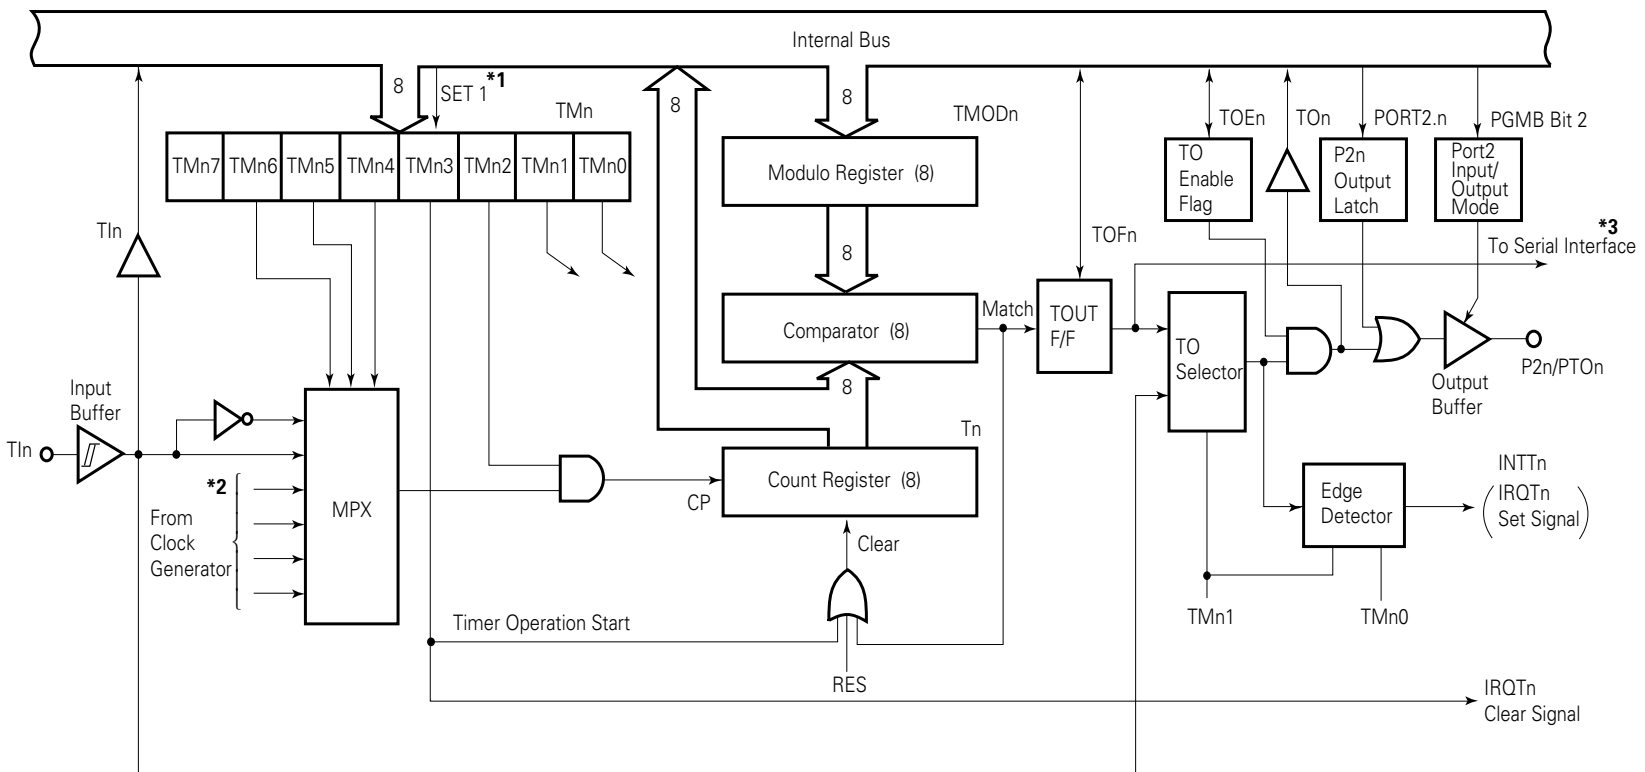 Internal Bus
8
SET 1 *1
TMn
8
8
TMODn
TOEn
TOn
PORT2.n
PGMB Bit 2
TMn7 TMn6 TMn5 TMn4 TMn3 TMn2 TMn1 TMn0
Modulo Register (8)
TO
Enable
Flag
P2n
Output
Latch
Port2
Input/
Output
Mode
TIn
8
TOFn
*3
To Serial Interface
Comparator (8)
Match
TOUT
F/F
TO
Selector
P2n/PTOn
Output
Buffer
8
Input
Buffer
TIn
*2
From
Clock
Generator
MPX
CP
Tn
Count Register (8)
Clear
Edge
Detector
INTTn
(IRQTn
Set Signal)
TMn1
TMn0
Timer Operation Start
RES
IRQTn
Clear Signal